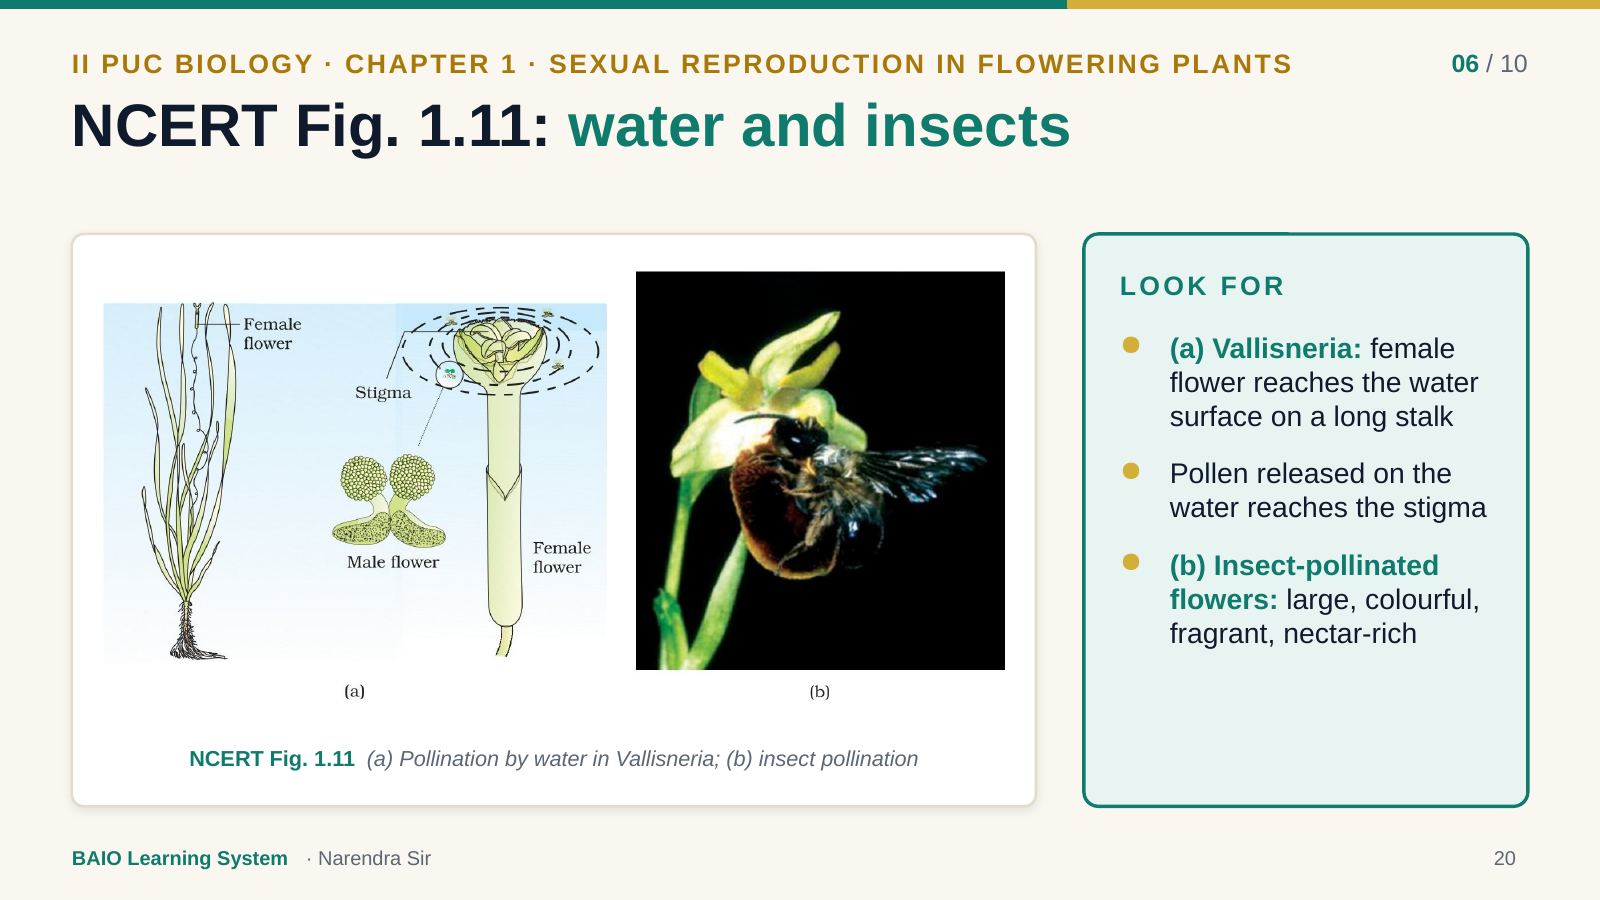 II PUC BIOLOGY · CHAPTER 1 · SEXUAL REPRODUCTION IN FLOWERING PLANTS
06 / 10
NCERT Fig. 1.11: water and insects
Female
flower
Stigma
Male flower
Female
flower
(a)
(b)
NCERT Fig. 1.11 (a) Pollination by water in Vallisneria; (b) insect pollination
LOOK FOR
(a) Vallisneria: female
flower reaches the water
surface on a long stalk
Pollen released on the
water reaches the stigma
(b) Insect-pollinated
flowers: large, colourful,
fragrant, nectar-rich
BAIO Learning System · Narendra Sir
20